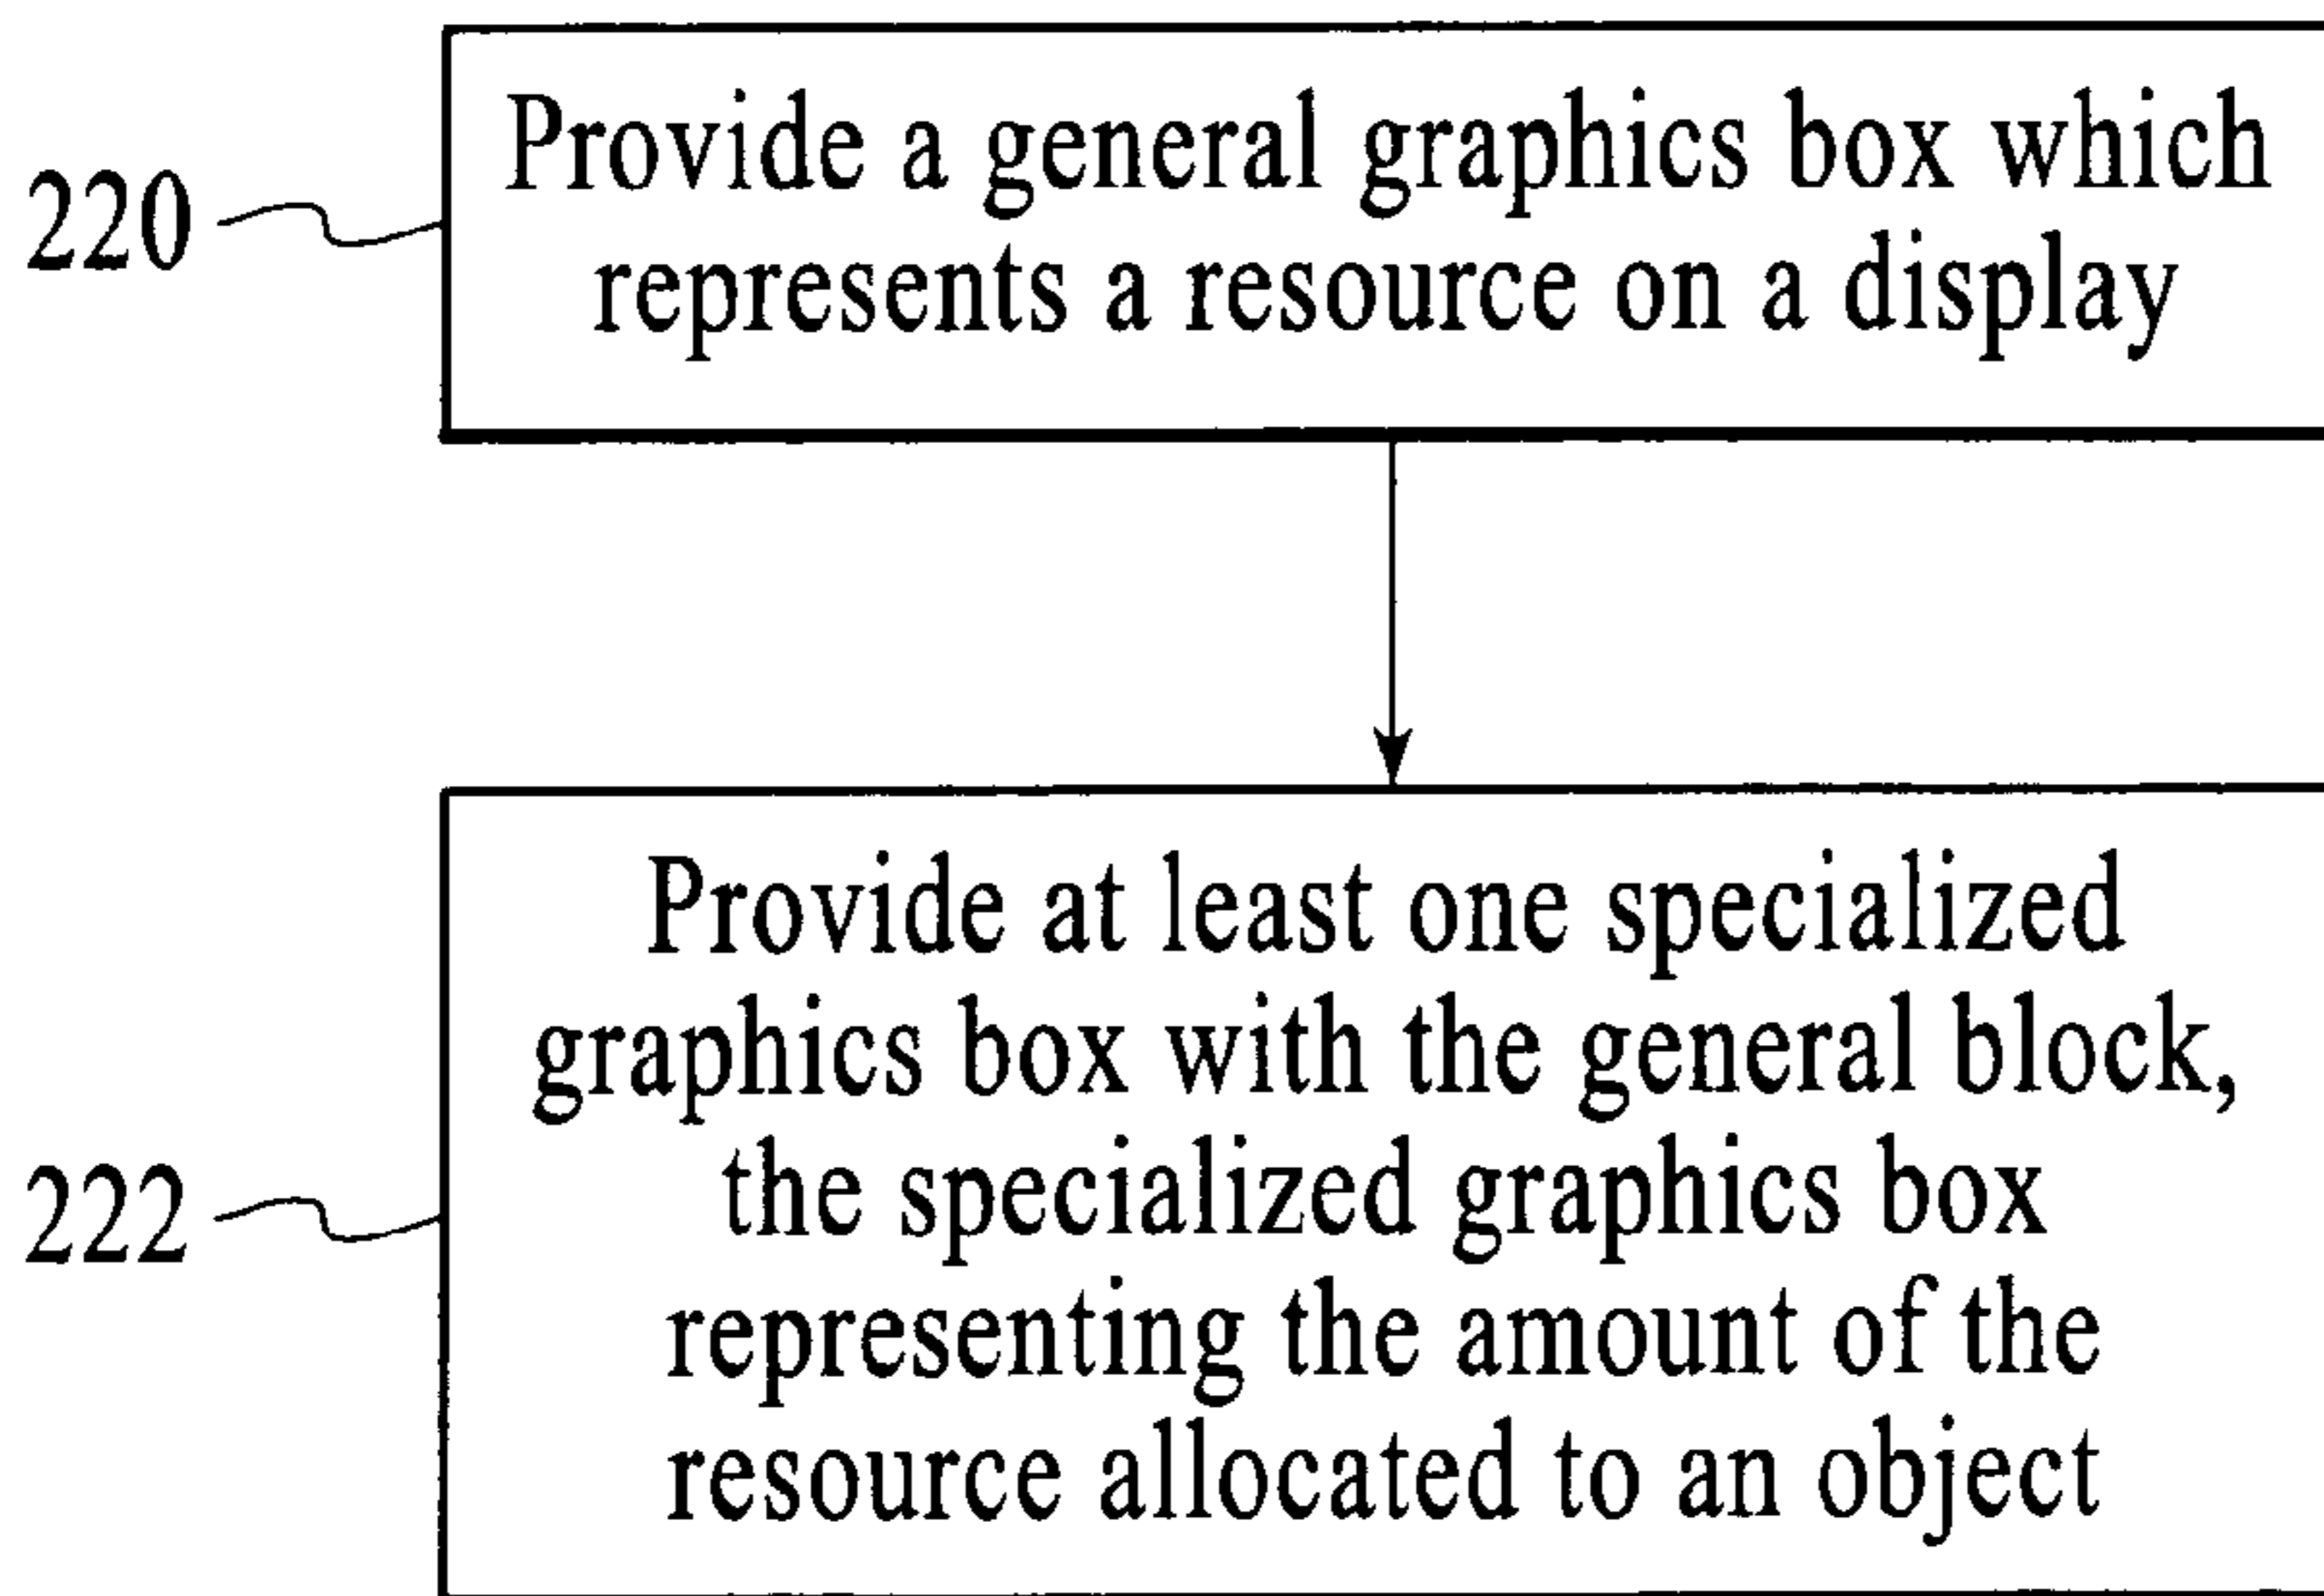 220
Provide a general graphics box which
represents a resource on a display
222
Provide at least one specialized
graphics box with the general block,
the specialized graphics box
representing the amount of the
resource allocated to an object